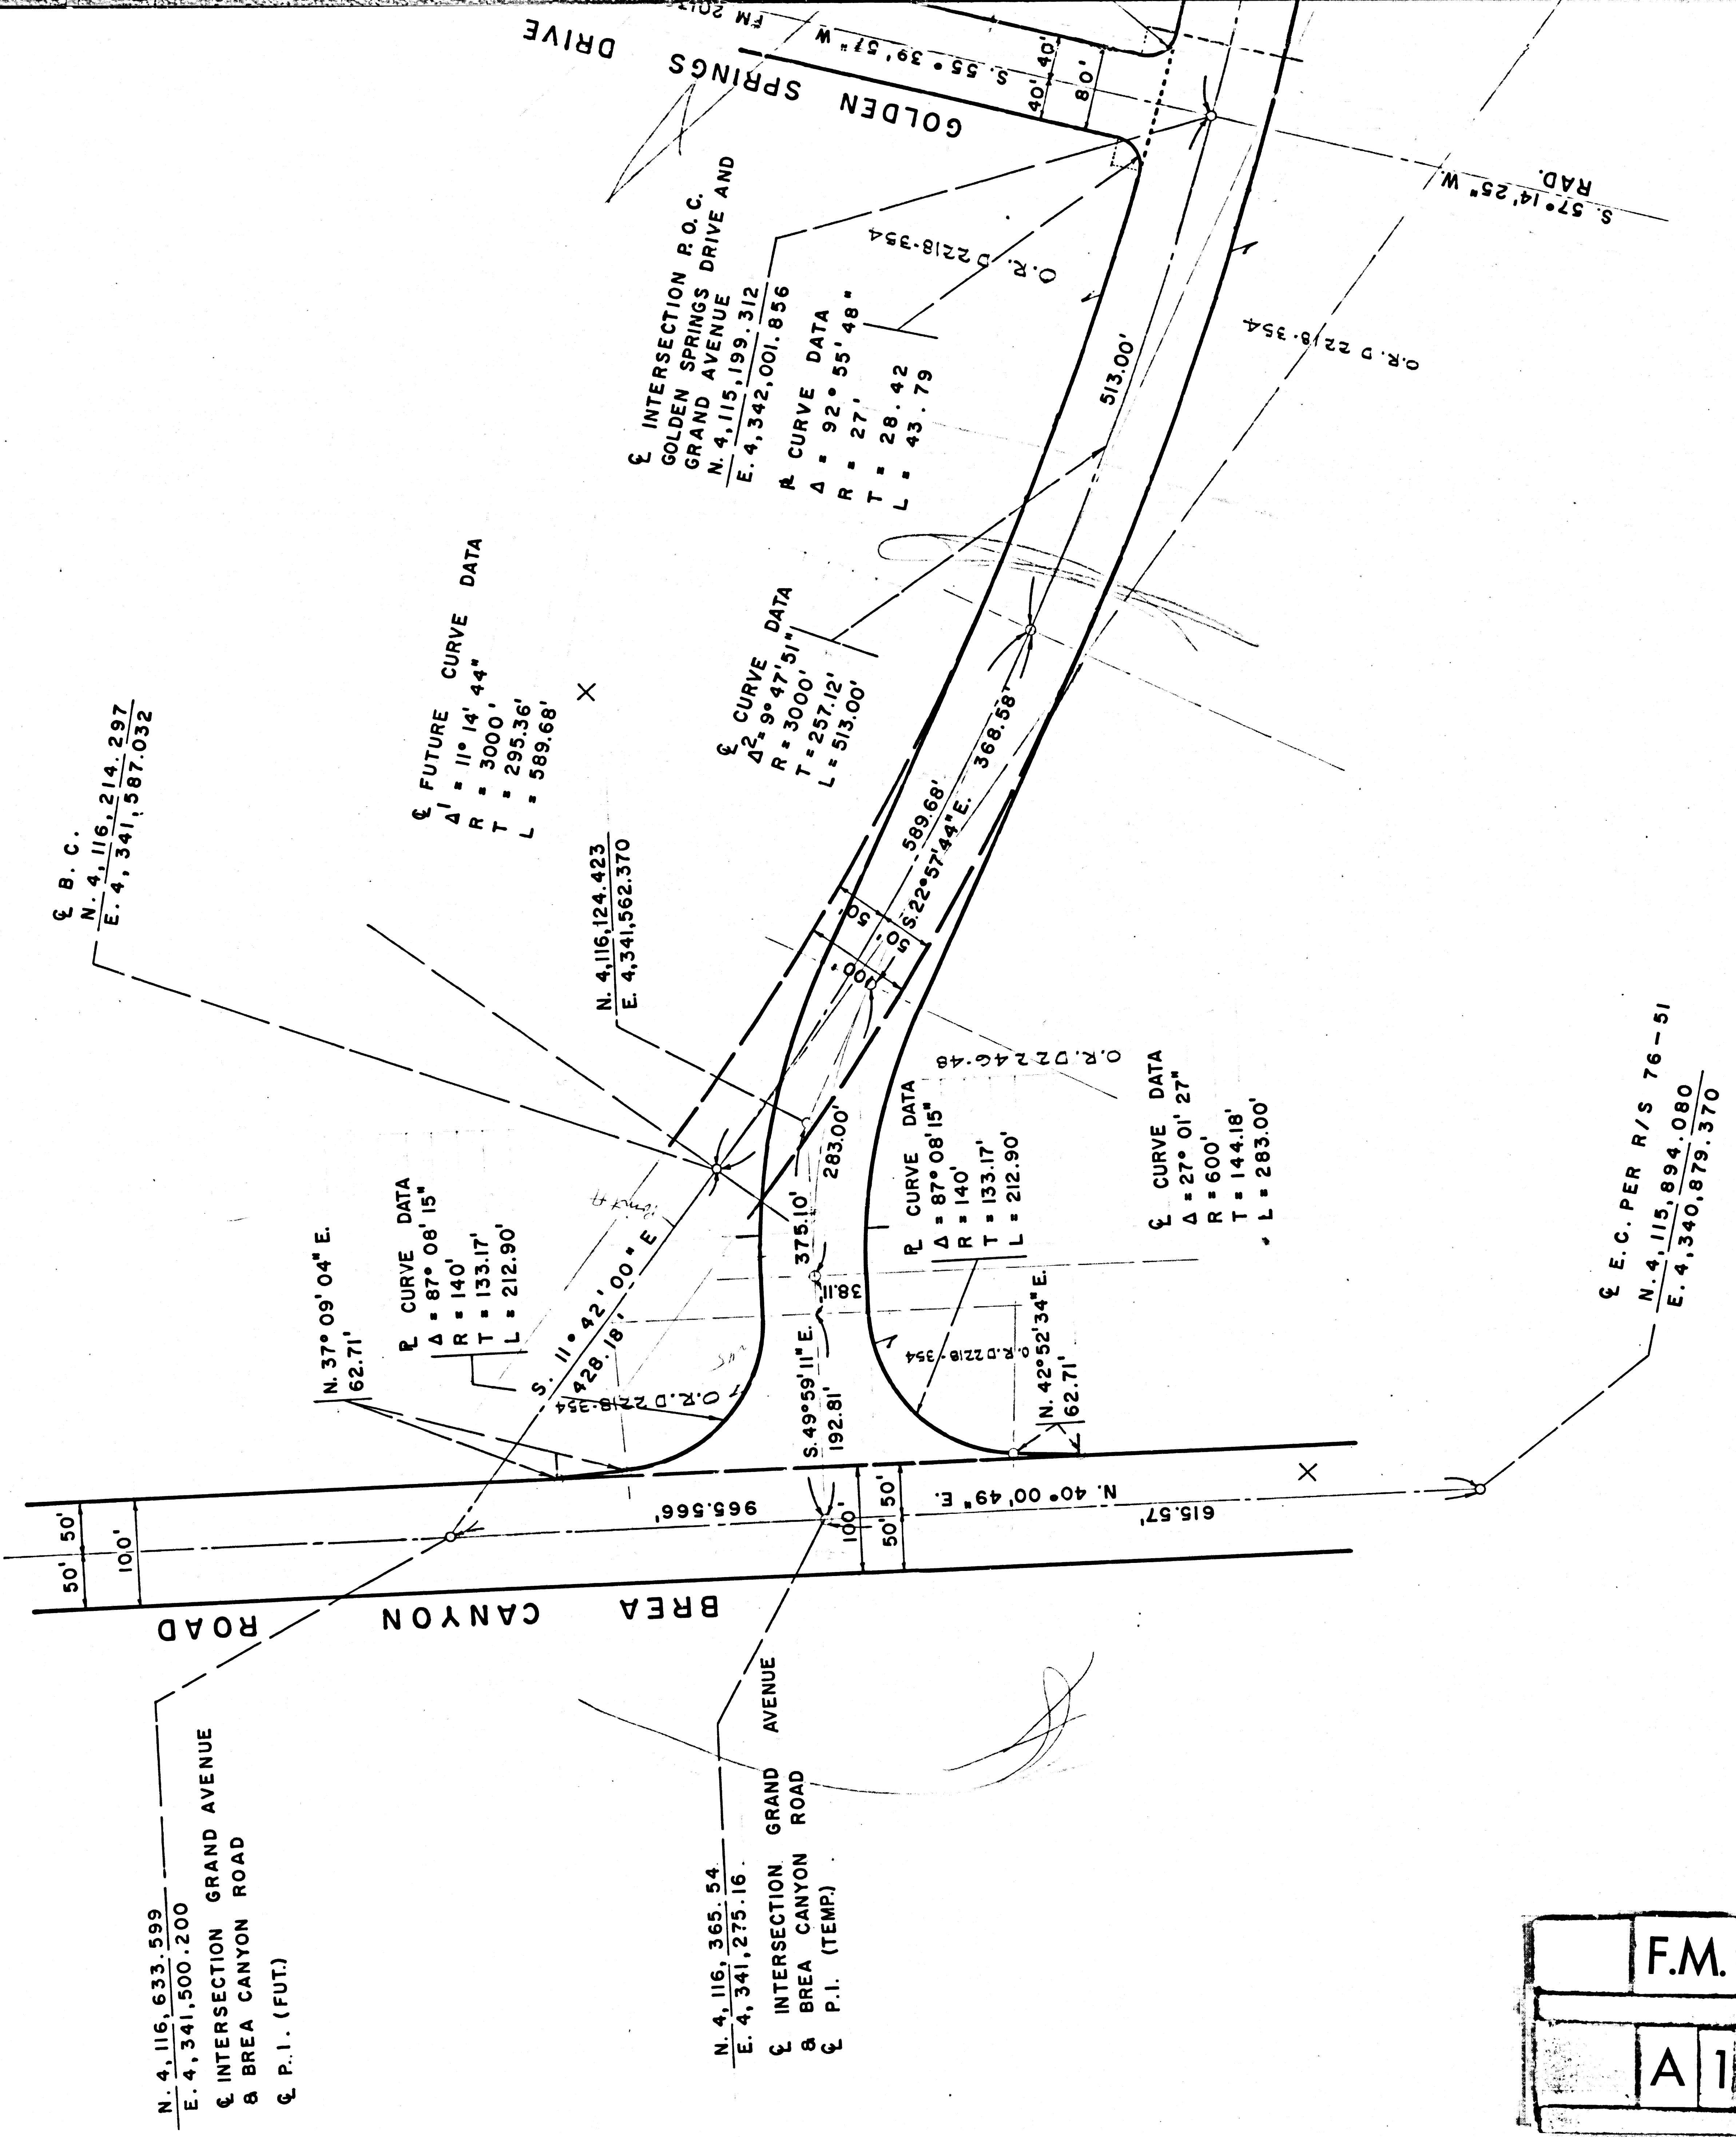 GOLDEN SPRINGS DRIVE
S. 55° 39' 57" W
40' 40'
80'
S. 57° 14' 25" W.
RAD.
℄ INTERSECTION P.O.C.
GOLDEN SPRINGS DRIVE AND
GRAND AVENUE
N. 4,115,199.312
E. 4,342,001.856
O.R. D 2218-354
℄ CURVE DATA
Δ = 92° 55' 48"
R = 27'
T = 28.42
L = 43.79
513.00'
O.R. D 2218-354
℄ B. C.
N. 4,116,214.297
E. 4,341,587.032
℄ FUTURE CURVE DATA
Δ1 = 11° 14' 44"
R = 3000'
T = 295.36'
L = 589.68'
℄ CURVE DATA
Δ2 = 9° 47' 51"
R = 3000'
T = 257.12'
L = 513.00'
N. 4,116,124.423
E. 4,341,562.370
589.68'
S. 22° 57' 44" E. 368.58'
50'
50'
100'
Point A
S. 11° 42' 00" E
428.18'
N. 37° 09' 04" E.
62.71'
PL CURVE DATA
Δ = 87° 08' 15"
R = 140'
T = 133.17'
L = 212.90'
O.R. D 2218-354
375.10'
283.00'
38.11
S. 49° 59' 11" E.
192.81'
O.R. D 2246-48
PL CURVE DATA
Δ = 87° 08' 15"
R = 140'
T = 133.17'
L = 212.90'
℄ CURVE DATA
Δ = 27° 01' 27"
R = 600'
T = 144.18'
L = 283.00'
O.R. D 2218-354
N. 42° 52' 34" E.
62.71'
℄ E.C. PER R/S 76-51
N. 4,115,894.080
E. 4,340,879.370
50' 50'
100'
965.566'
100'
50' 50'
N. 40° 00' 49" E.
615.57'
BREA CANYON ROAD
N. 4,116,633.599
E. 4,341,500.200
℄ INTERSECTION GRAND AVENUE
& BREA CANYON ROAD
℄ P.I. (FUT.)
N. 4,116,365.54
E. 4,341,275.16
℄ INTERSECTION GRAND AVENUE
& BREA CANYON ROAD
℄ P.I. (TEMP.)
F.M.
A 1